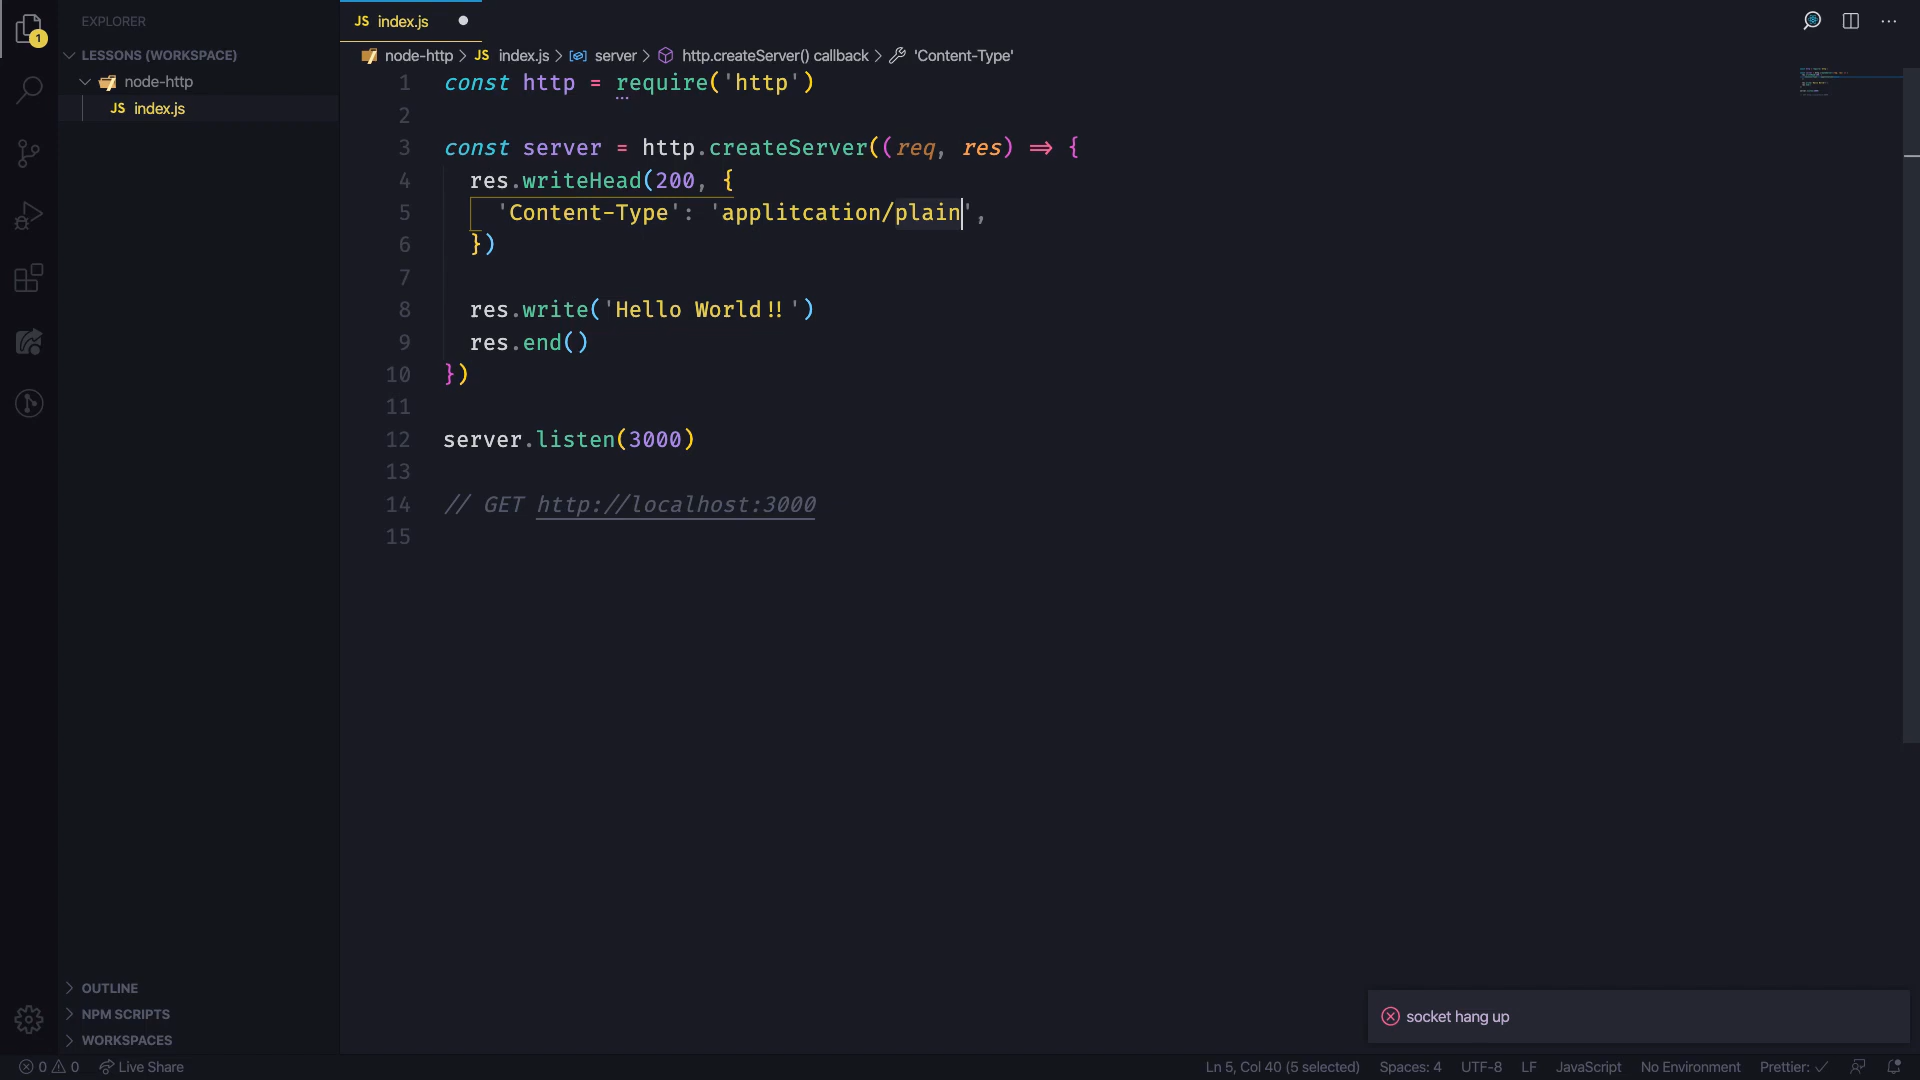 EXPLORER
1
LESSONS (WORKSPACE)
node-http
JS index.js
OUTLINE
NPM SCRIPTS
WORKSPACES
JS index.js
node-http > JS index.js > server > http.createServer() callback > 'Content-Type'
1 const http = require('http')
2
3 const server = http.createServer((req, res) => {
4 res.writeHead(200, {
5 'Content-Type': 'applitcation/plain',
6 })
7
8 res.write('Hello World!!')
9 res.end()
10 })
11
12 server.listen(3000)
13
14 // GET http://localhost:3000
15
socket hang up
0 0 Live Share Ln 5, Col 40 (5 selected) Spaces: 4 UTF-8 LF JavaScript No Environment Prettier: ✓